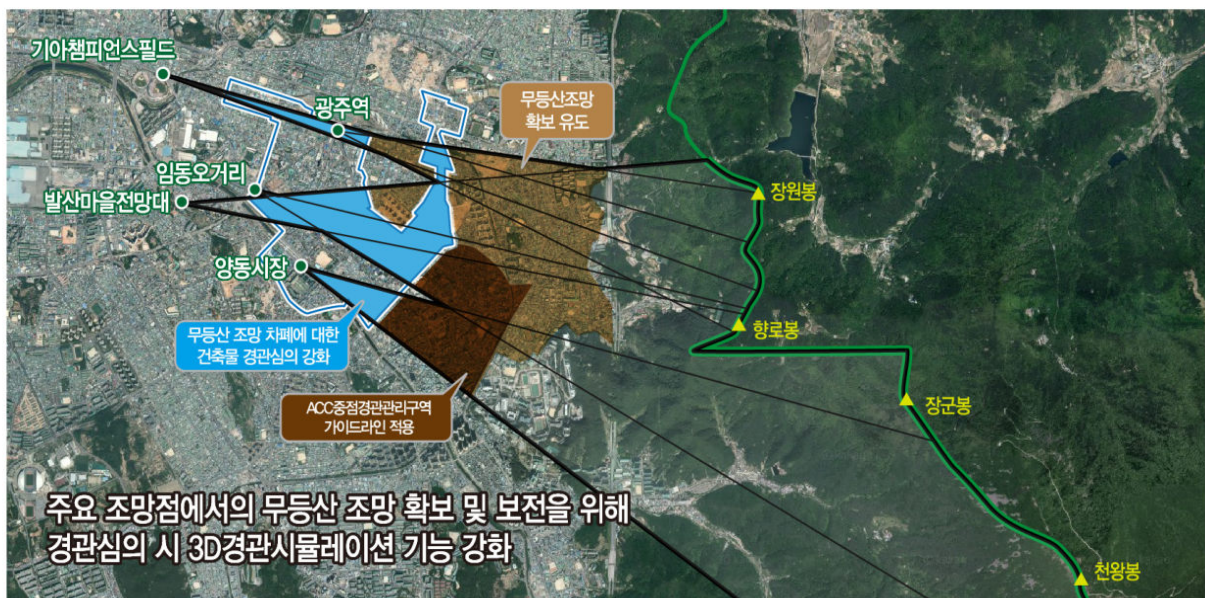 기아챔피언스필드
광주역
무등산조망
확보 유도
임동오거리
발산마을전망대
장원봉
양동시장
향로봉
무등산 조망 차폐에 대한
건축물 경관심의 강화
장군봉
ACC중점경관관리구역
가이드라인 적용
주요 조망점에서의 무등산 조망 확보 및 보전을 위해
경관심의 시 3D경관시뮬레이션 기능 강화
천왕봉